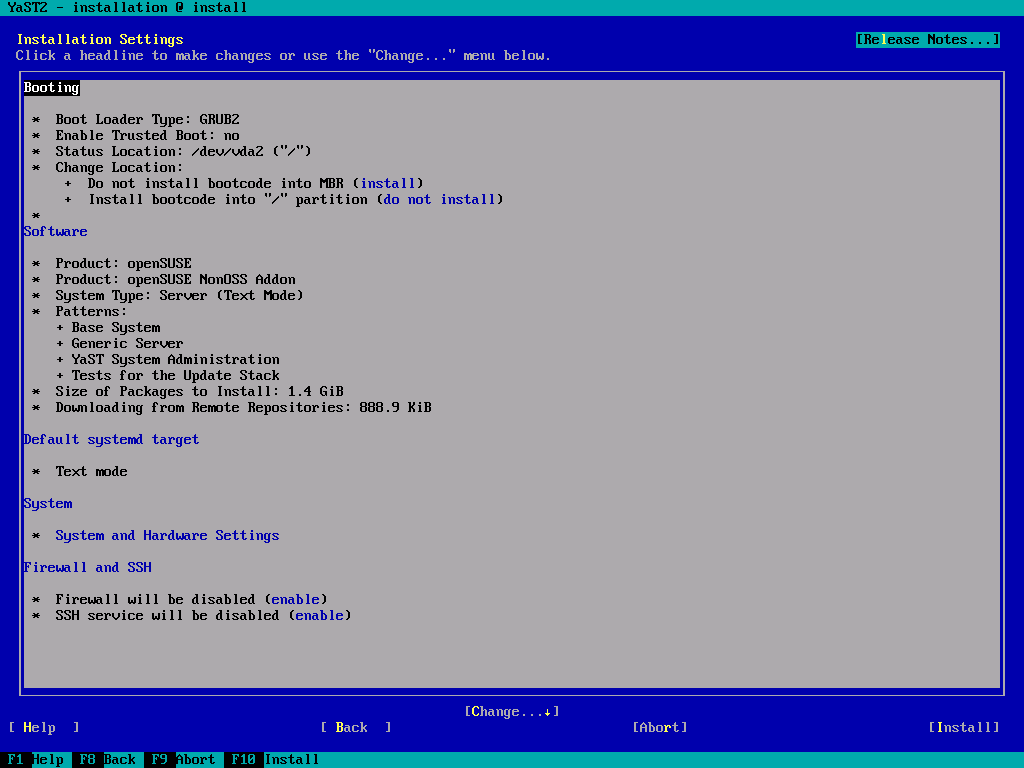 YaST2 - installation @ install
Installation Settings [Release Notes...]
Click a headline to make changes or use the "Change..." menu below.
Booting
* Boot Loader Type: GRUB2
* Enable Trusted Boot: no
* Status Location: /dev/vda2 ("/")
* Change Location:
+ Do not install bootcode into MBR (install)
+ Install bootcode into "/" partition (do not install)
*
Software
* Product: openSUSE
* Product: openSUSE NonOSS Addon
* System Type: Server (Text Mode)
* Patterns:
+ Base System
+ Generic Server
+ YaST System Administration
+ Tests for the Update Stack
* Size of Packages to Install: 1.4 GiB
* Downloading from Remote Repositories: 888.9 KiB
Default systemd target
* Text mode
System
* System and Hardware Settings
Firewall and SSH
* Firewall will be disabled (enable)
* SSH service will be disabled (enable)
[Change...↓]
[ Help ] [ Back ] [Abort] [Install]
F1 Help F8 Back F9 Abort F10 Install